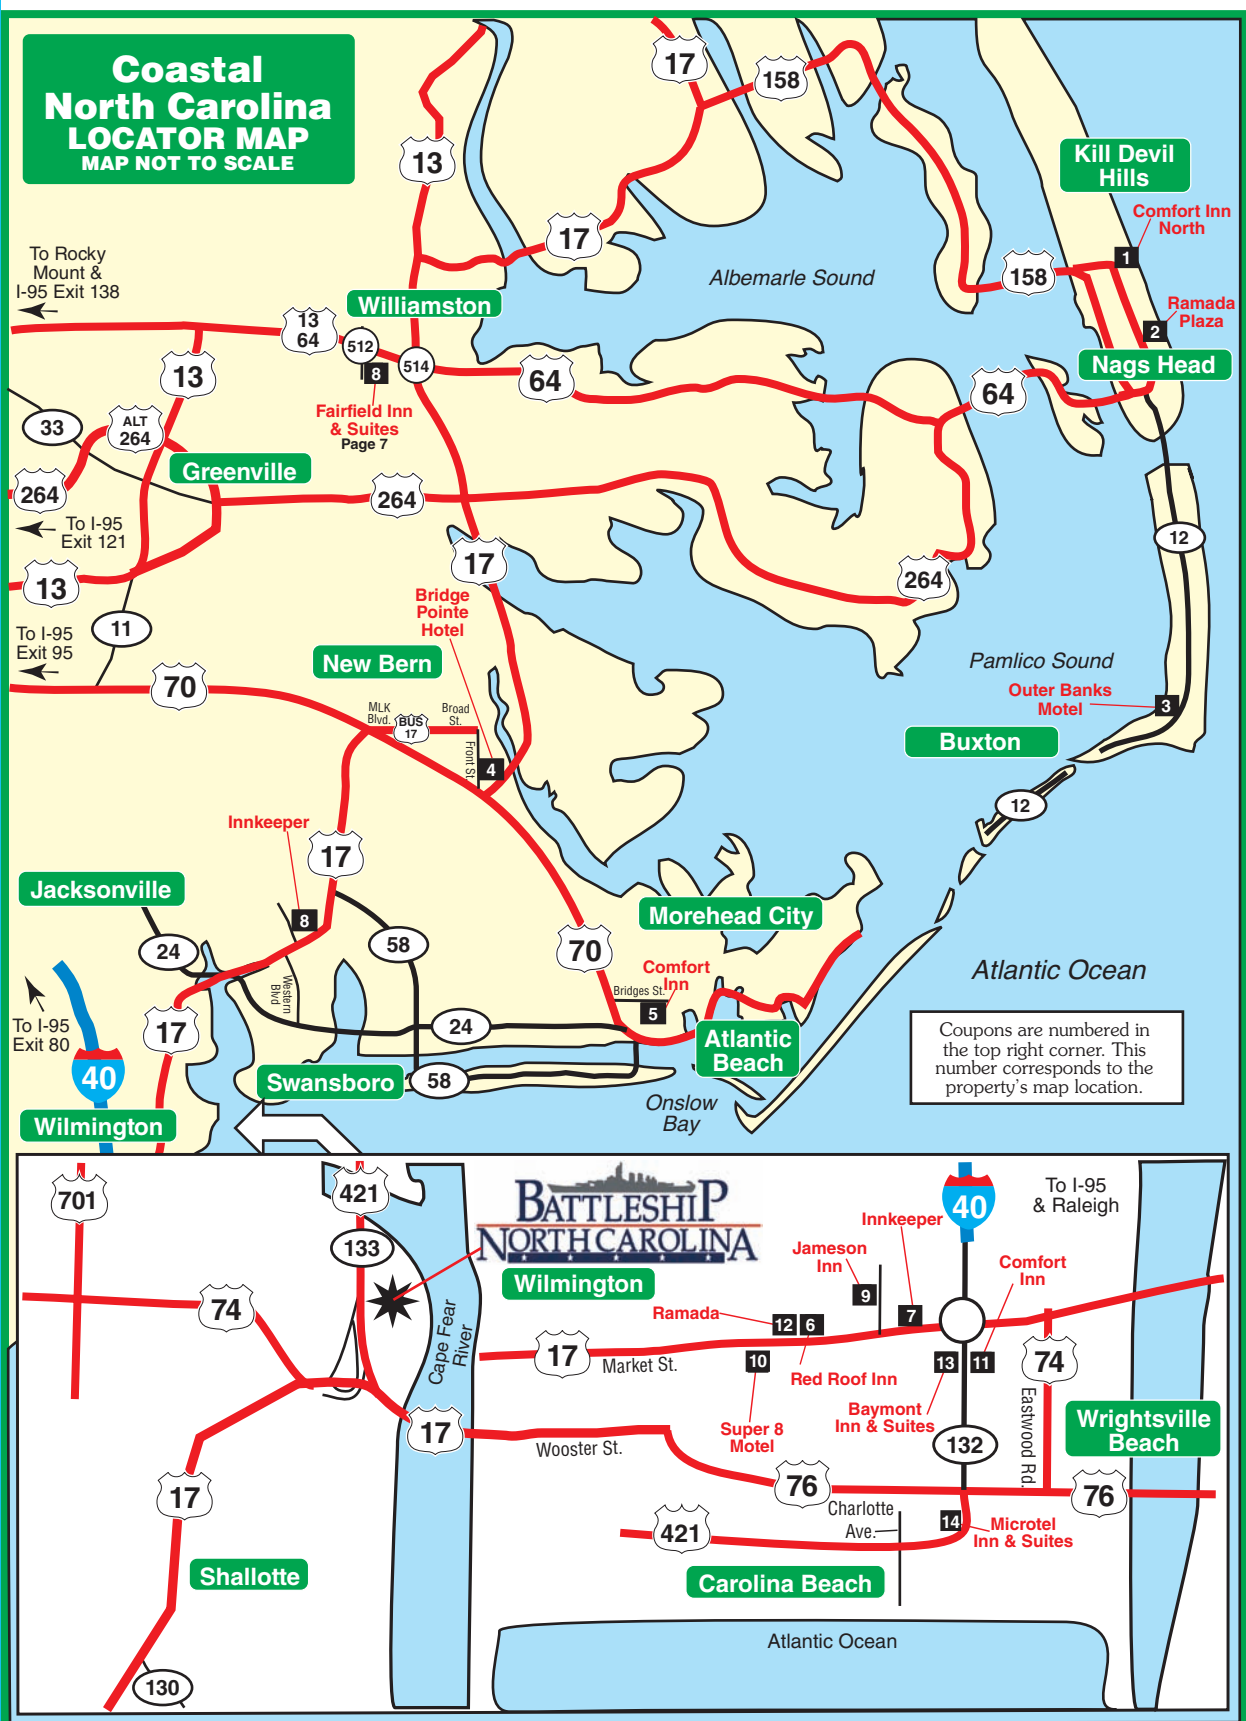 Coastal
North Carolina
LOCATOR MAP
MAP NOT TO SCALE
17
158
13
Kill Devil
Hills
Comfort Inn
North
1
17
To Rocky
Mount &
I-95 Exit 138
Albemarle Sound
158
Williamston
Ramada
Plaza
2
13
64
512
514
8
Nags Head
13
64
64
Fairfield Inn
& Suites
Page 7
ALT
264
33
Greenville
264
264
To I-95
Exit 121
12
17
13
264
Bridge
Pointe
Hotel
11
To I-95
Exit 95
New Bern
Pamlico Sound
70
Outer Banks
Motel
3
MLK
Blvd.
BUS
17
Broad
St.
Front St.
4
Buxton
12
Innkeeper
17
Jacksonville
8
Morehead City
24
58
70
Comfort
Inn
Atlantic Ocean
Western
Blvd
Bridges St.
5
To I-95
Exit 80
17
24
Atlantic
Beach
Coupons are numbered in
the top right corner. This
number corresponds to the
property's map location.
40
Swansboro
58
Onslow
Bay
Wilmington
701
421
BATTLESHIP
NORTH CAROLINA
40
To I-95
& Raleigh
133
Innkeeper
Jameson
Inn
Comfort
Inn
Wilmington
9
74
Ramada
12
6
7
Cape Fear
River
17
Market St.
10
13
11
74
Red Roof Inn
Baymont
Inn & Suites
Eastwood Rd.
Wrightsville
Beach
17
Wooster St.
Super 8
Motel
132
17
76
76
Charlotte
Ave.
421
14
Microtel
Inn & Suites
Shallotte
Carolina Beach
Atlantic Ocean
130